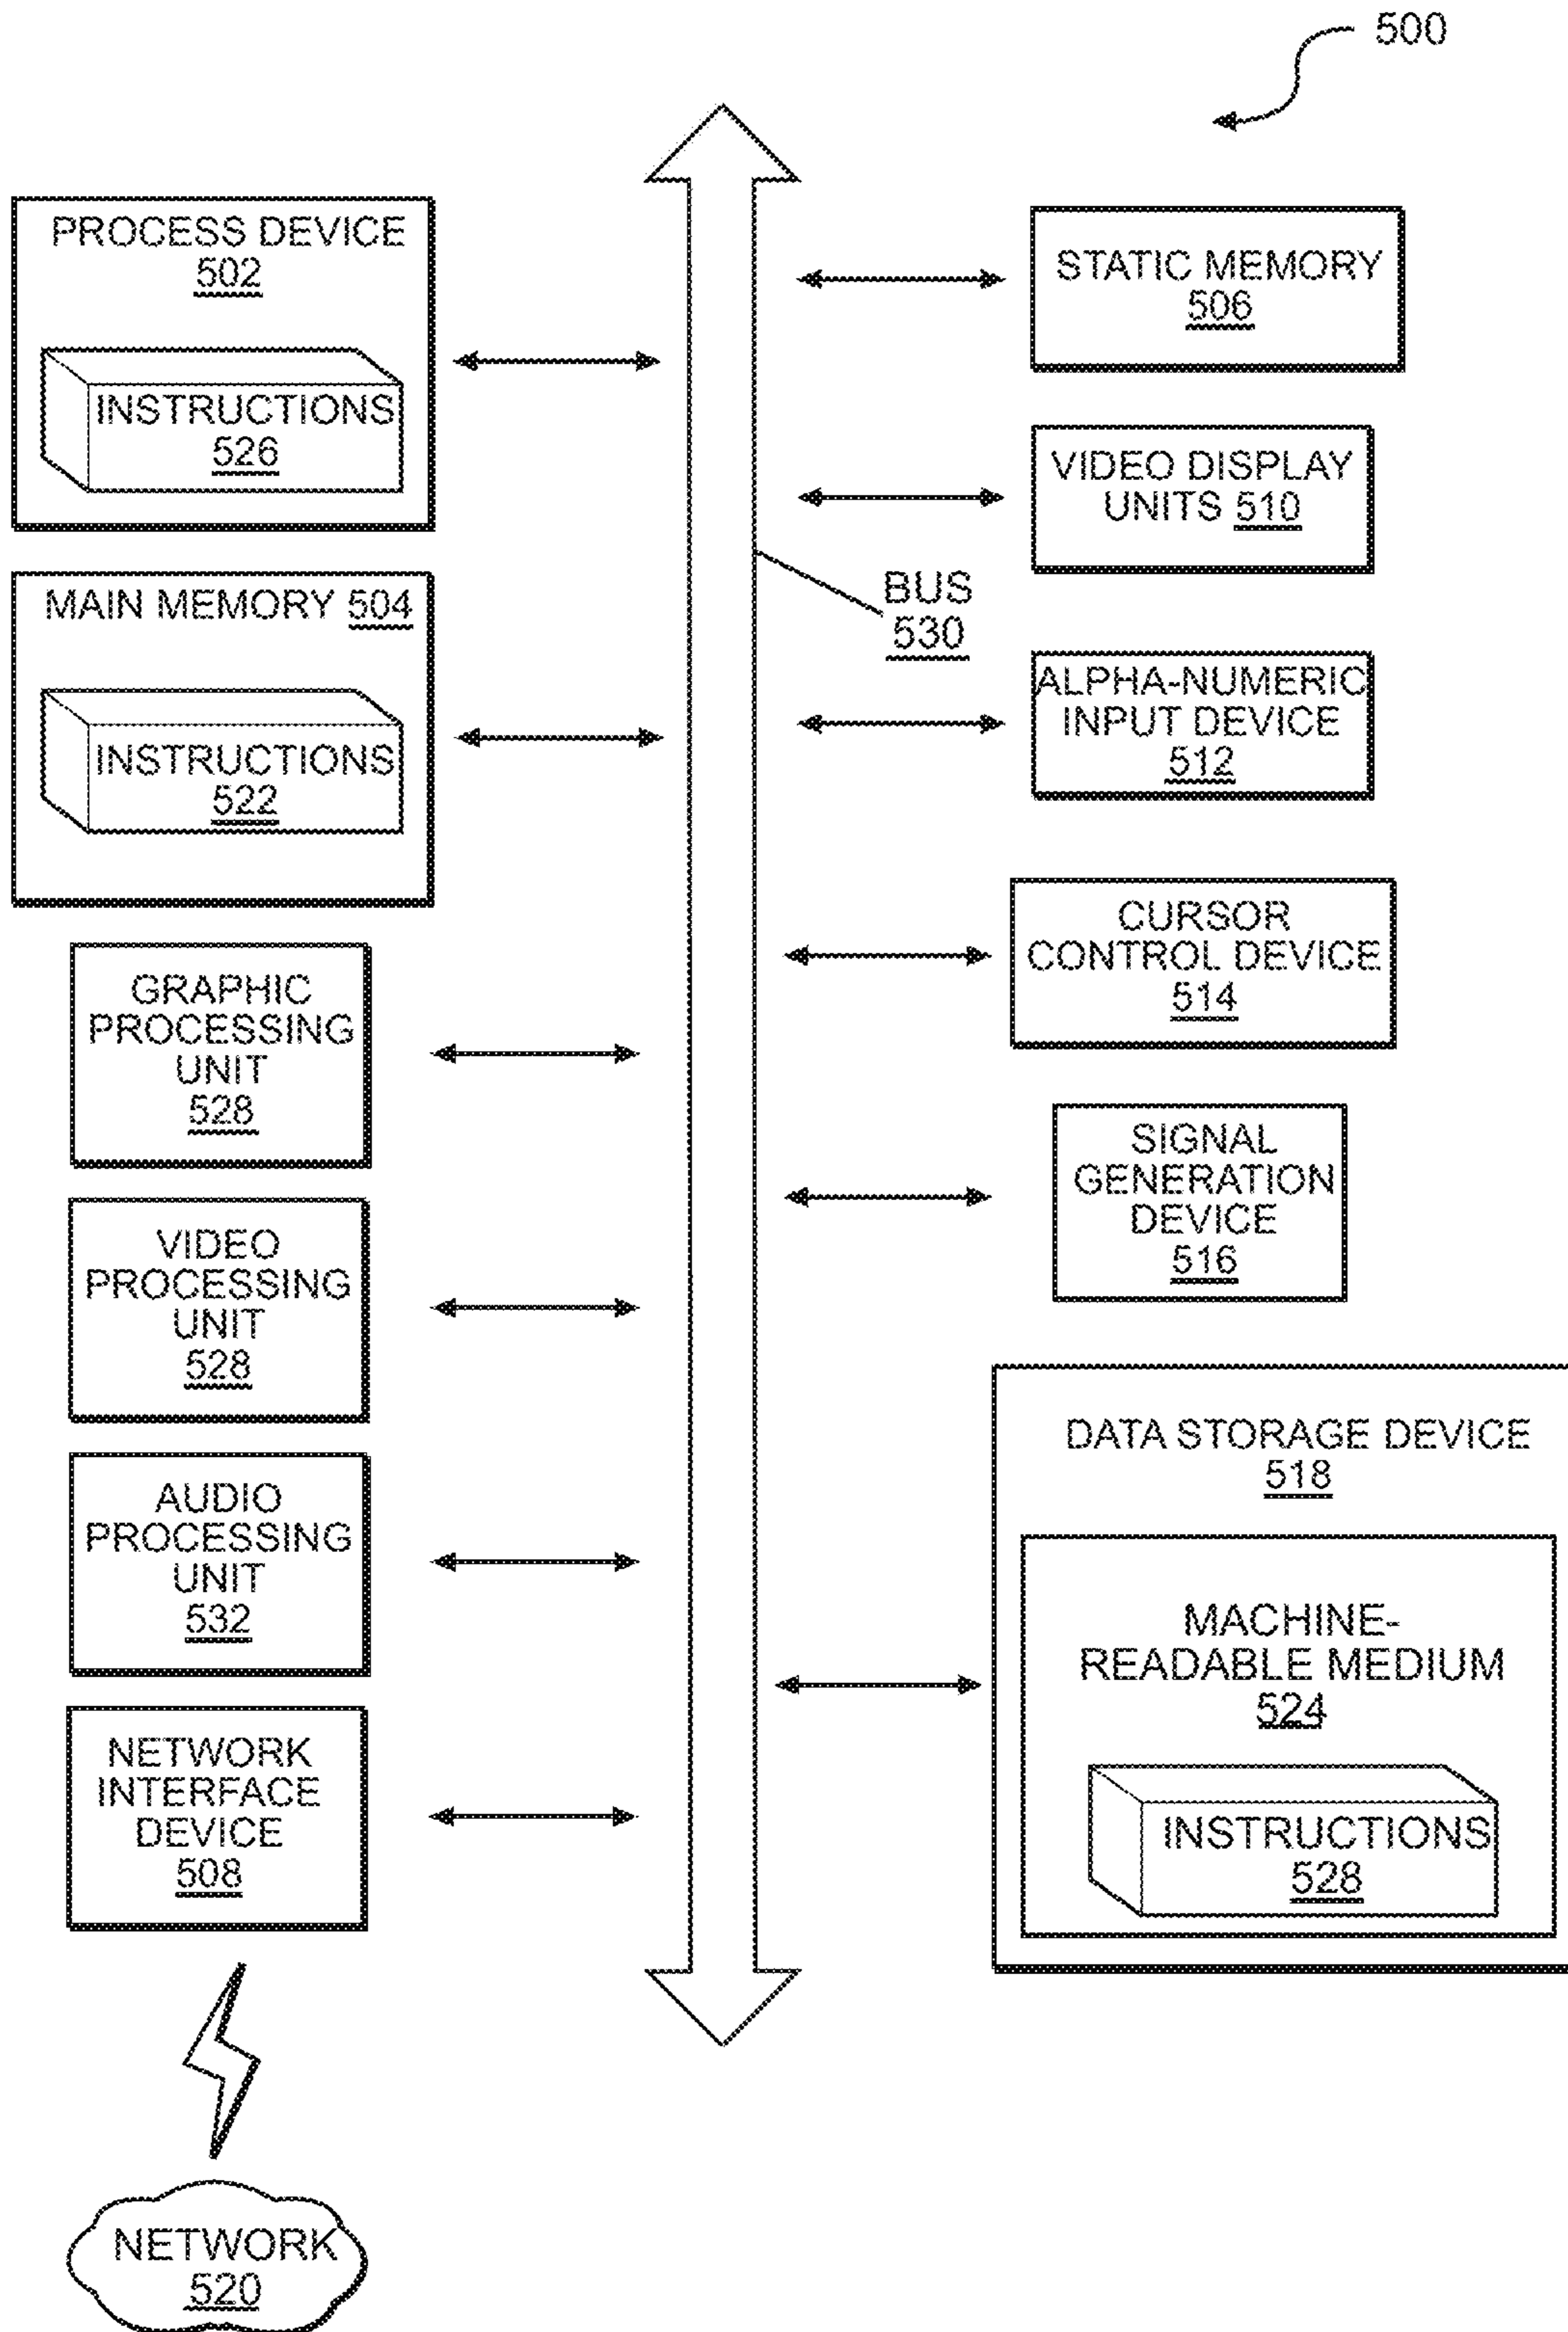 500
PROCESS DEVICE
502
INSTRUCTIONS
526
MAIN MEMORY 504
INSTRUCTIONS
522
GRAPHIC
PROCESSING
UNIT
528
VIDEO
PROCESSING
UNIT
528
AUDIO
PROCESSING
UNIT
532
NETWORK
INTERFACE
DEVICE
508
NETWORK
520
BUS
530
STATIC MEMORY
506
VIDEO DISPLAY
UNITS 510
ALPHA-NUMERIC
INPUT DEVICE
512
CURSOR
CONTROL DEVICE
514
SIGNAL
GENERATION
DEVICE
516
DATA STORAGE DEVICE
518
MACHINE-
READABLE MEDIUM
524
INSTRUCTIONS
528